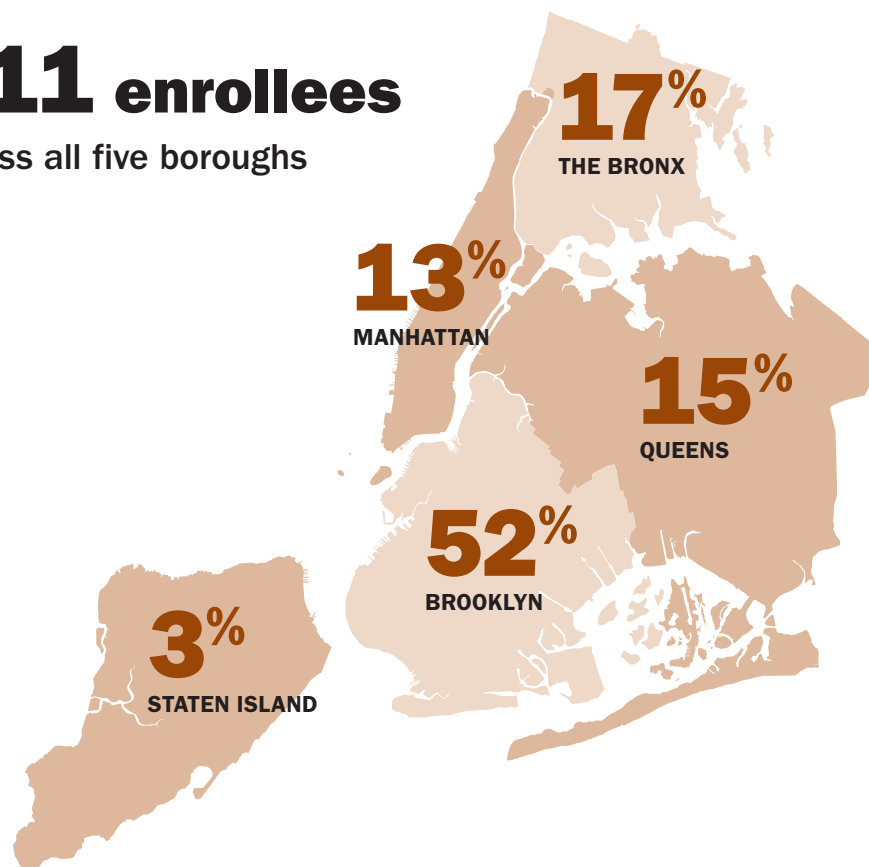 11 enrollees
ss all five boroughs
17%
THE BRONX
13%
MANHATTAN
15%
QUEENS
52%
BROOKLYN
3%
STATEN ISLAND